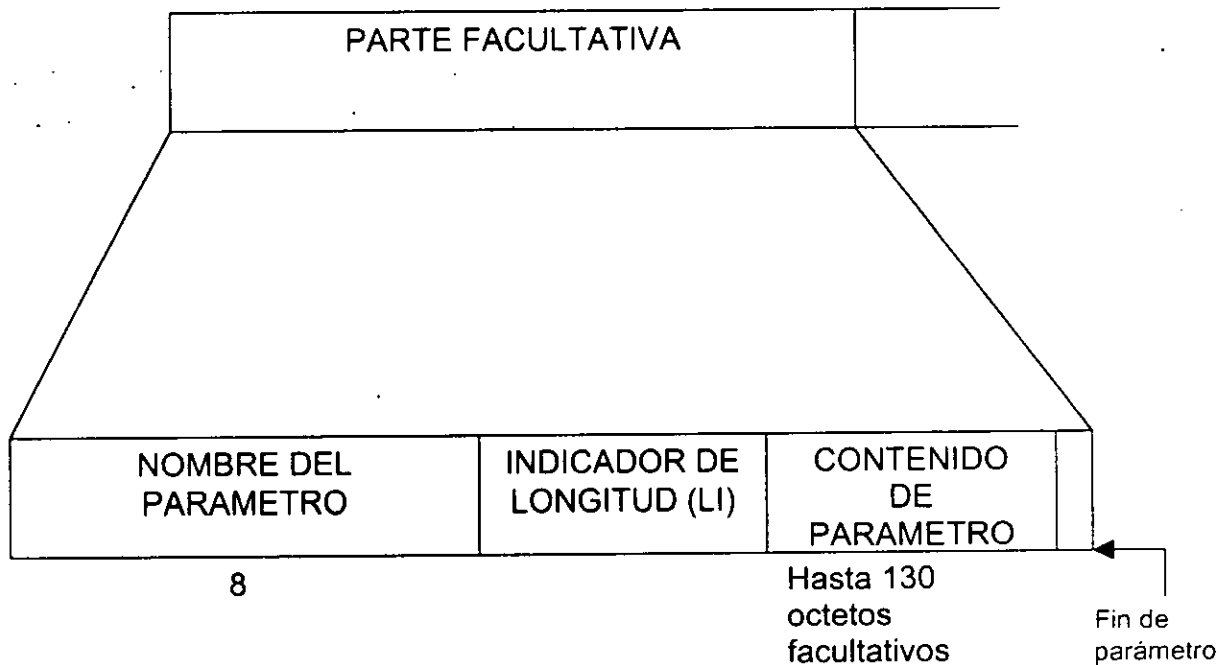 PARTE FACULTATIVA
NOMBRE DEL
PARAMETRO
INDICADOR DE
LONGITUD (LI)
CONTENIDO
DE
PARAMETRO
8
Hasta 130
octetos
facultativos
Fin de
parámetro